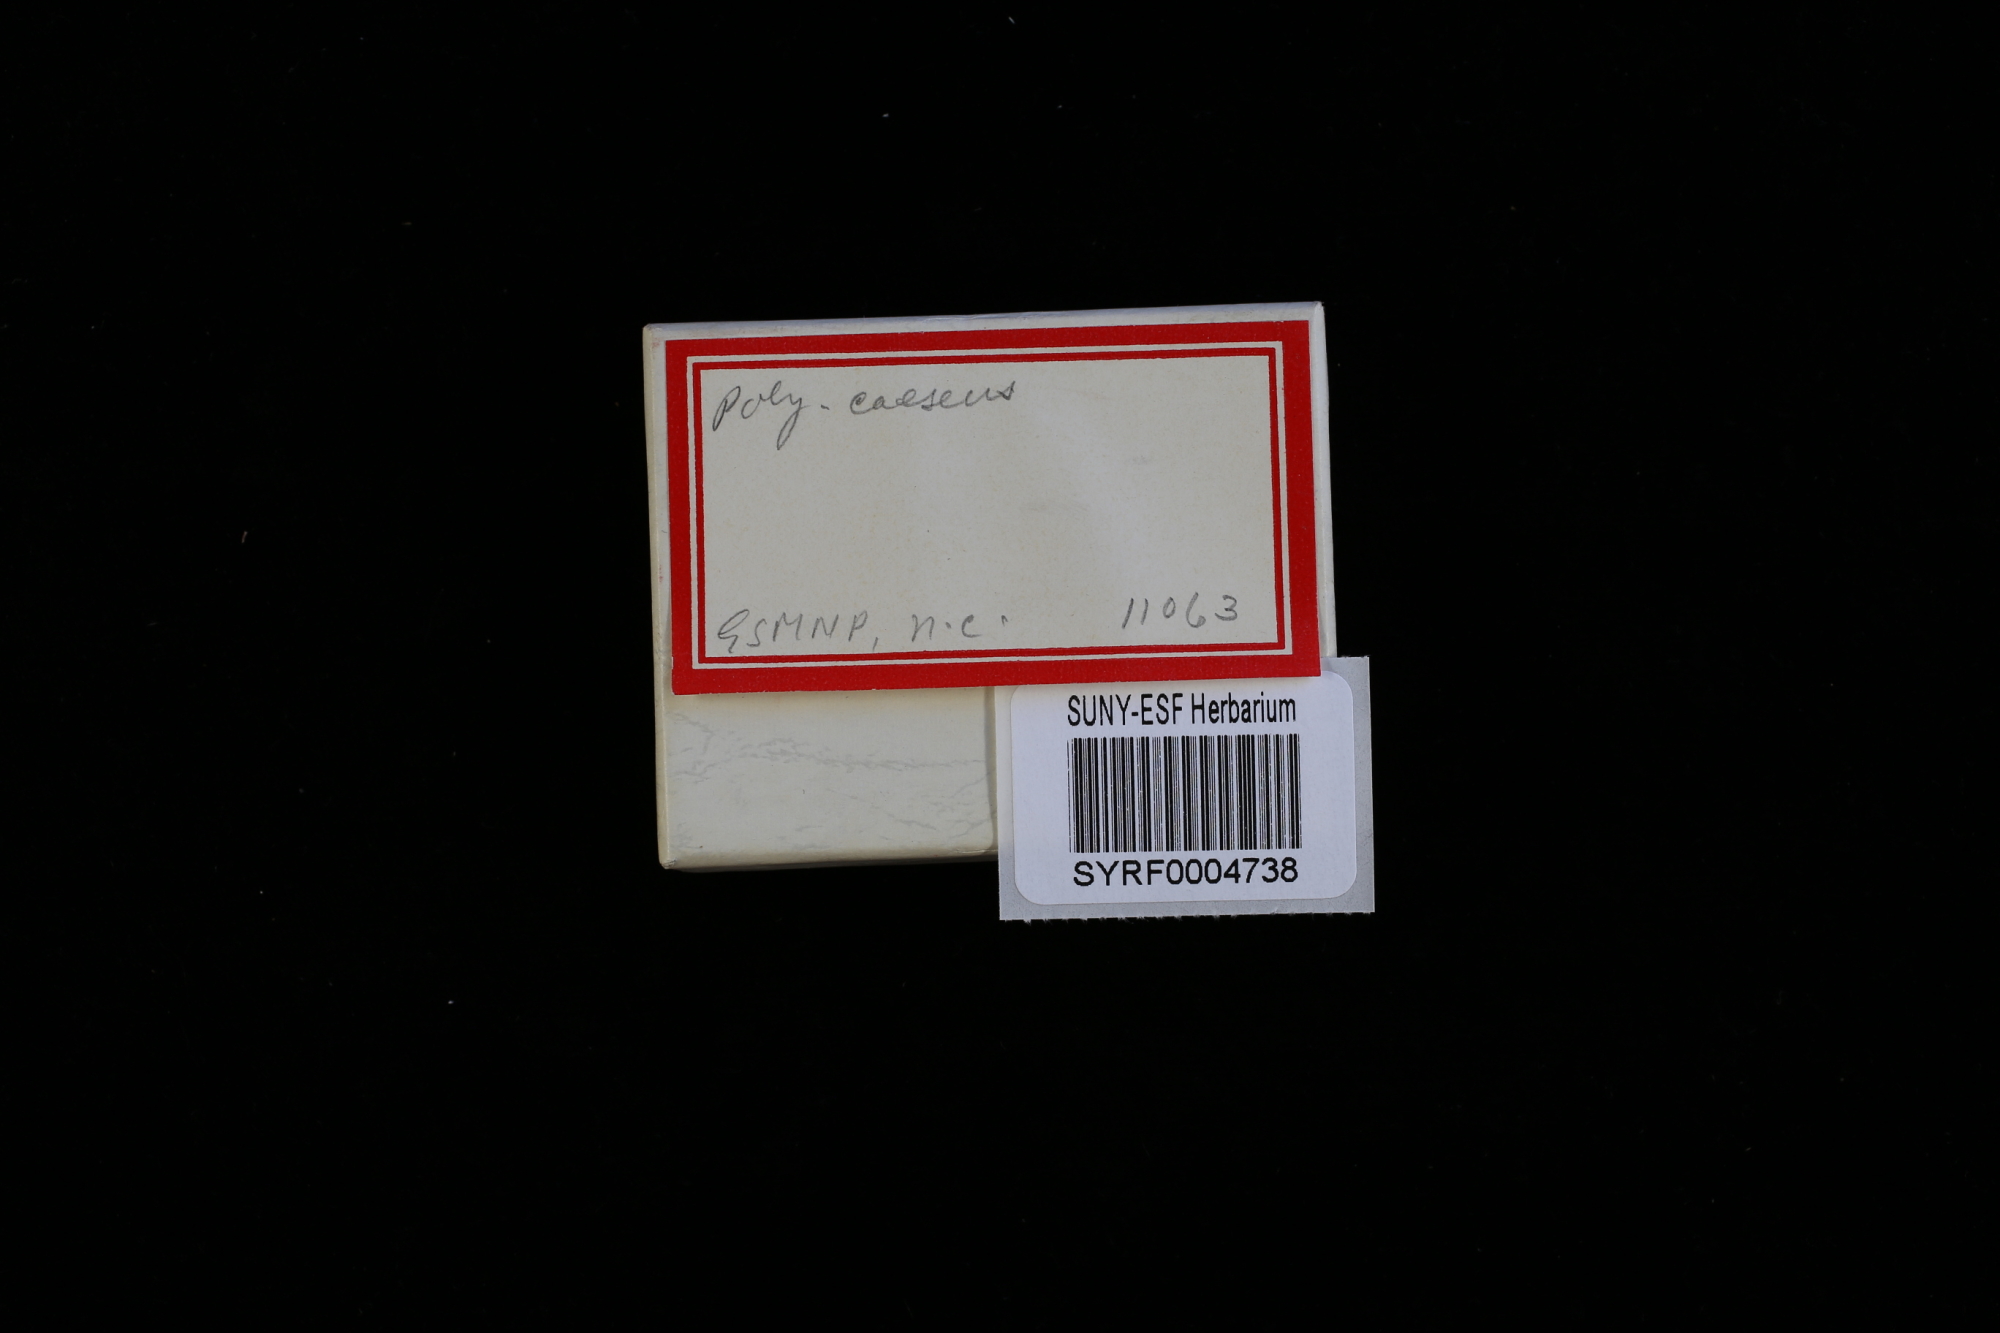 Poly. caesius
GSMNP, N.C. 11063
SUNY-ESF Herbarium
SYRF0004738